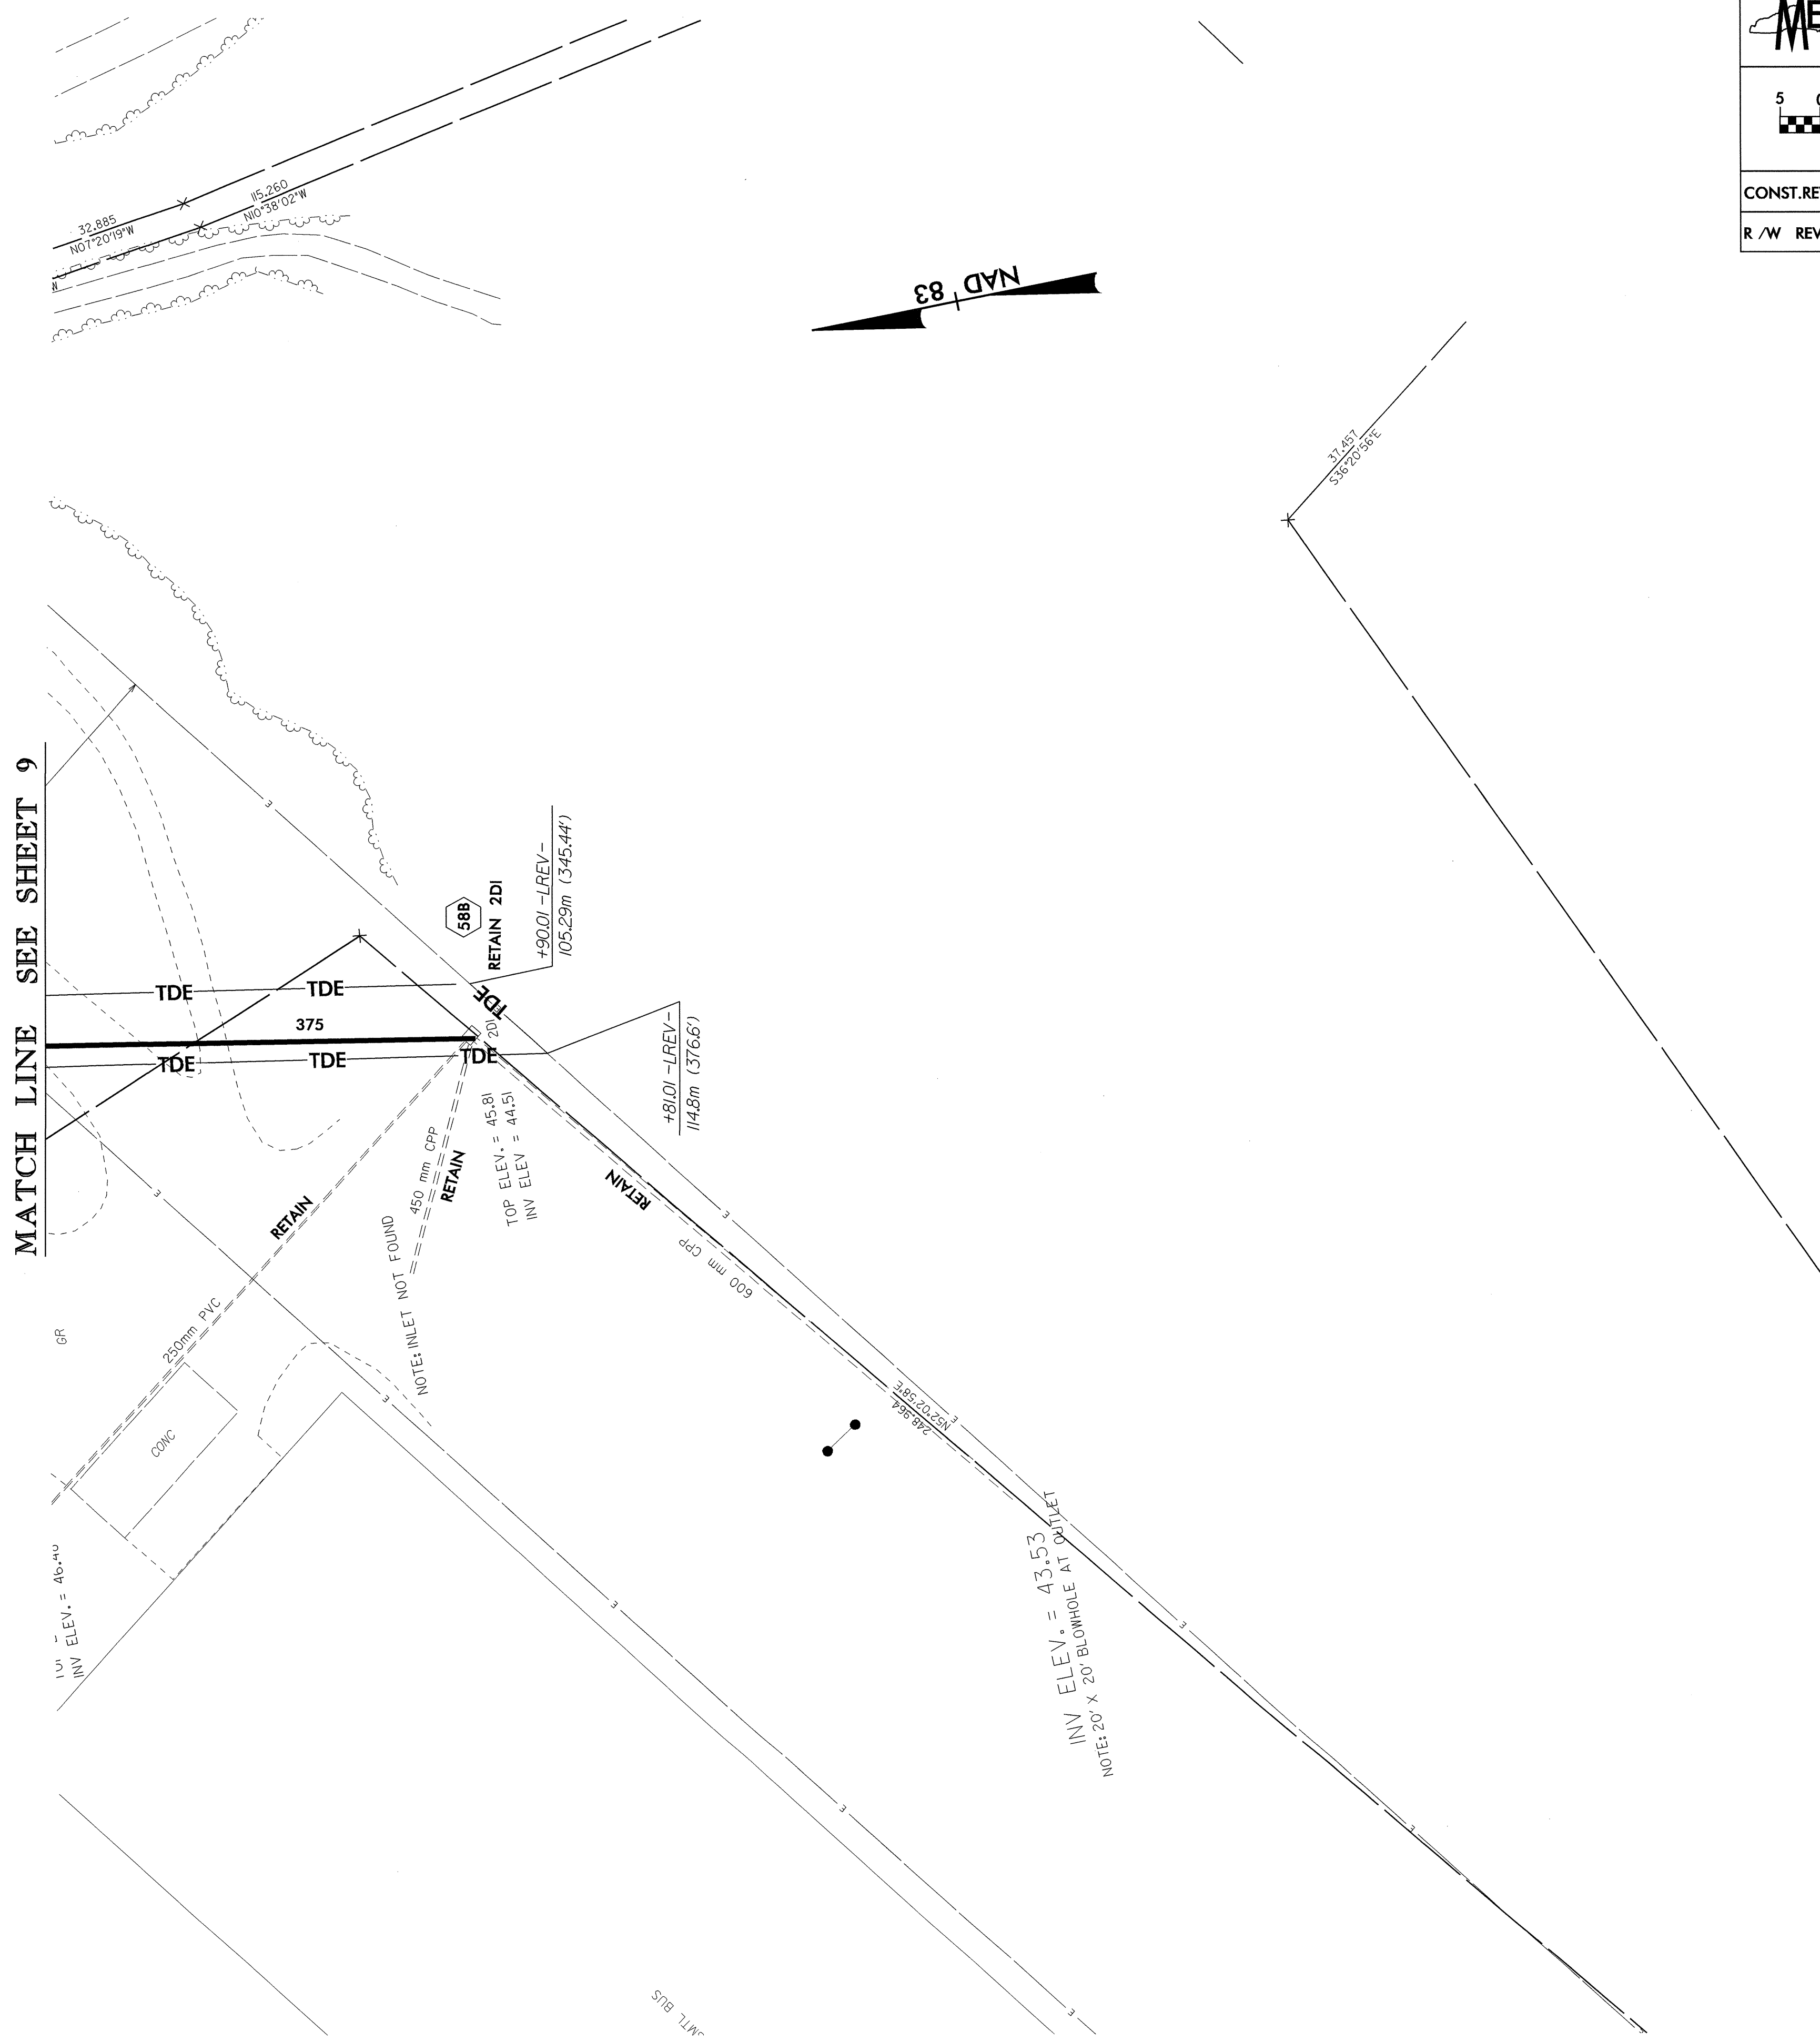 ME
5
CONST.RE
R /W REV
32.885
N07°20'19"W
115.260
N10°38'02"W
W
NAD 83
37.457
S36°20'56"E
MATCH LINE SEE SHEET 9
E
58B
RETAIN 2DI
+90.01 -LREV-
105.29m (345.44')
TDE
TDE
TDE
375
2DI
TDE
TDE
TDE
+81.01 -LREV-
114.8m (376.6')
TOP ELEV. = 45.81
INV ELEV = 44.51
450 mm CPP
RETAIN
RETAIN
RETAIN
NOTE: INLET NOT FOUND
600 mm CPP
E
E
250mm PVC
GR
E
CONC
248.964
N52°02'58"E
E
INV ELEV. = 43.53
NOTE: 20' X 20' BLOWHOLE AT OUTLET
INV ELEV. = 46.40
E
E
E
E
E
E
SMTL BUS